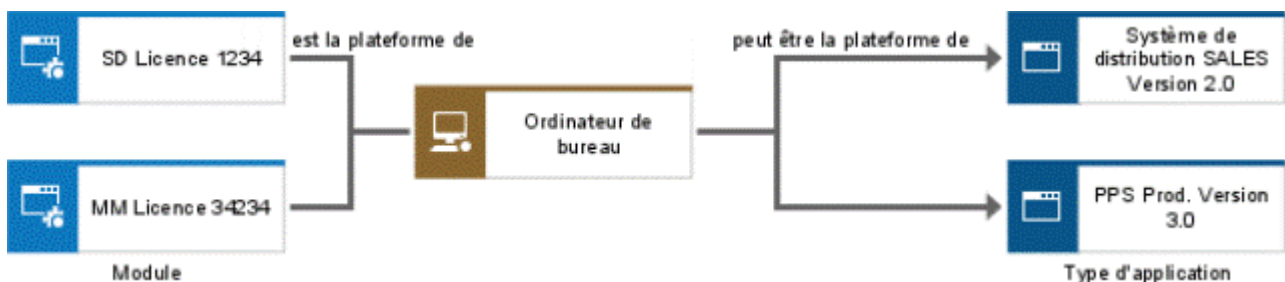 SD Licence 1234
est la plateforme de
peut être la plateforme de
Système de
distribution SALES
Version 2.0
Ordinateur de
bureau
MM Licence 34234
PPS Prod. Version
3.0
Module
Type d'application